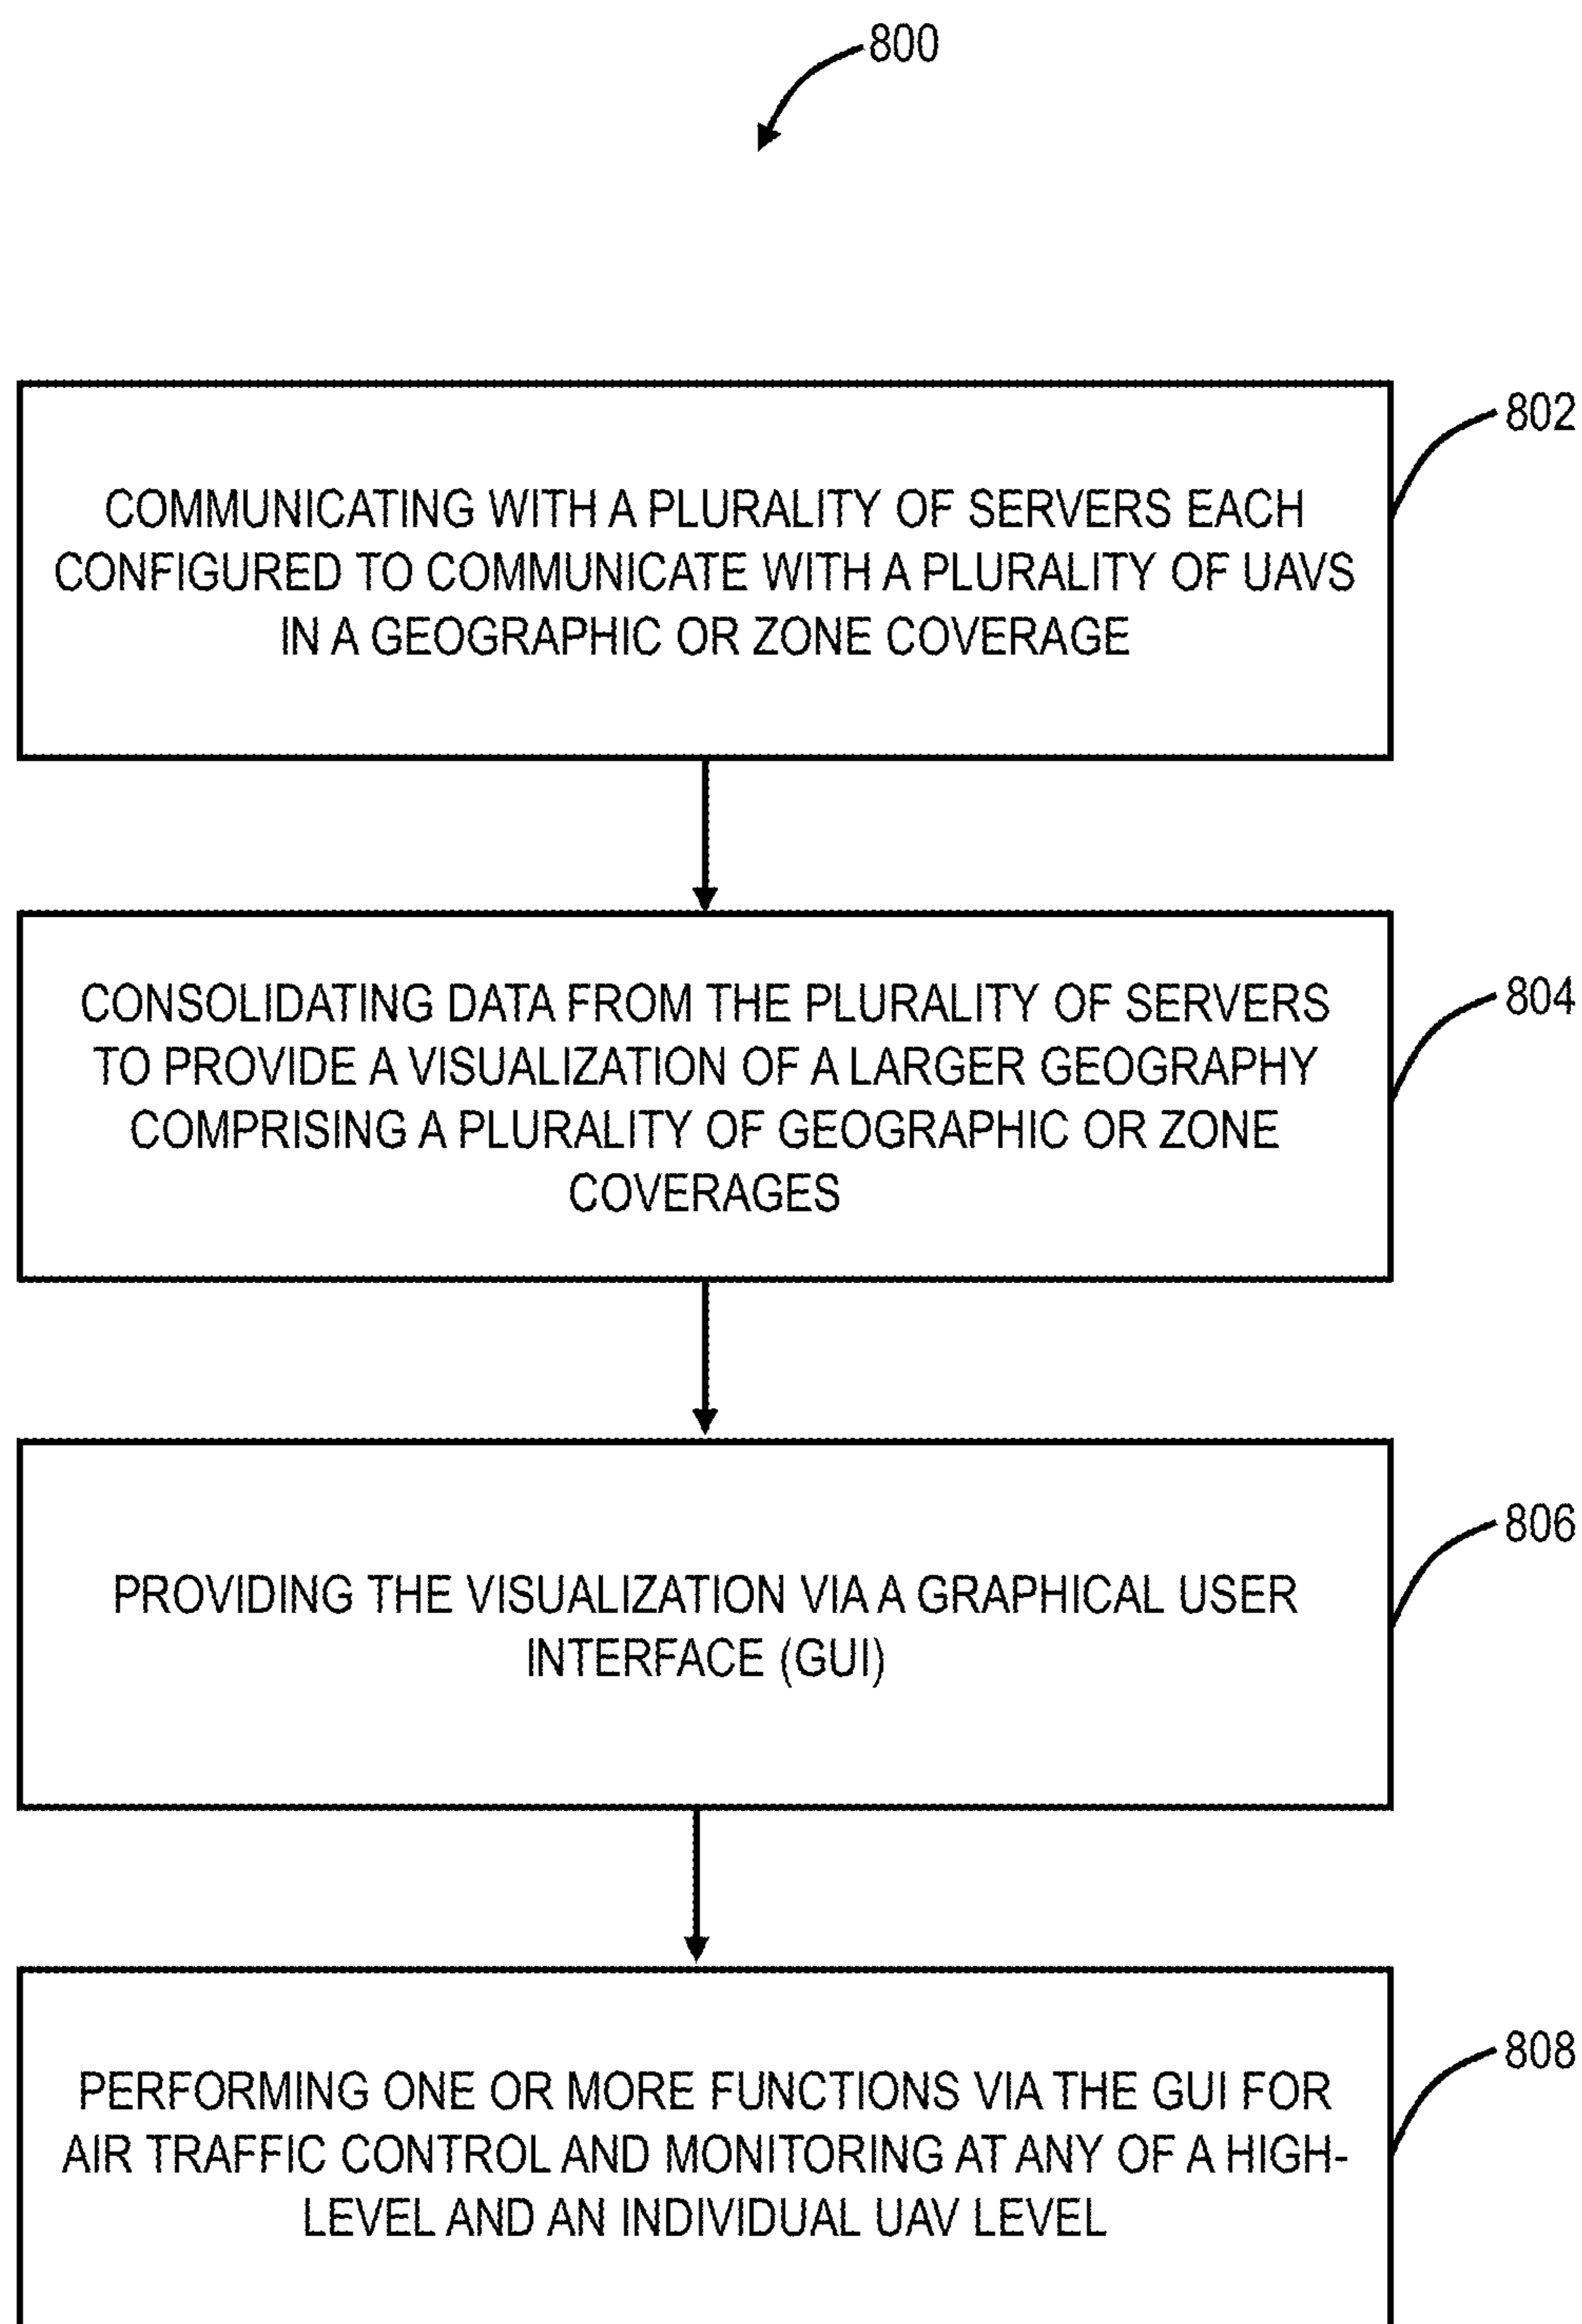 800
802
COMMUNICATING WITH A PLURALITY OF SERVERS EACH
CONFIGURED TO COMMUNICATE WITH A PLURALITY OF UAVS
IN A GEOGRAPHIC OR ZONE COVERAGE
804
CONSOLIDATING DATA FROM THE PLURALITY OF SERVERS
TO PROVIDE A VISUALIZATION OF A LARGER GEOGRAPHY
COMPRISING A PLURALITY OF GEOGRAPHIC OR ZONE
COVERAGES
806
PROVIDING THE VISUALIZATION VIA A GRAPHICAL USER
INTERFACE (GUI)
808
PERFORMING ONE OR MORE FUNCTIONS VIA THE GUI FOR
AIR TRAFFIC CONTROL AND MONITORING AT ANY OF A HIGH-
LEVEL AND AN INDIVIDUAL UAV LEVEL